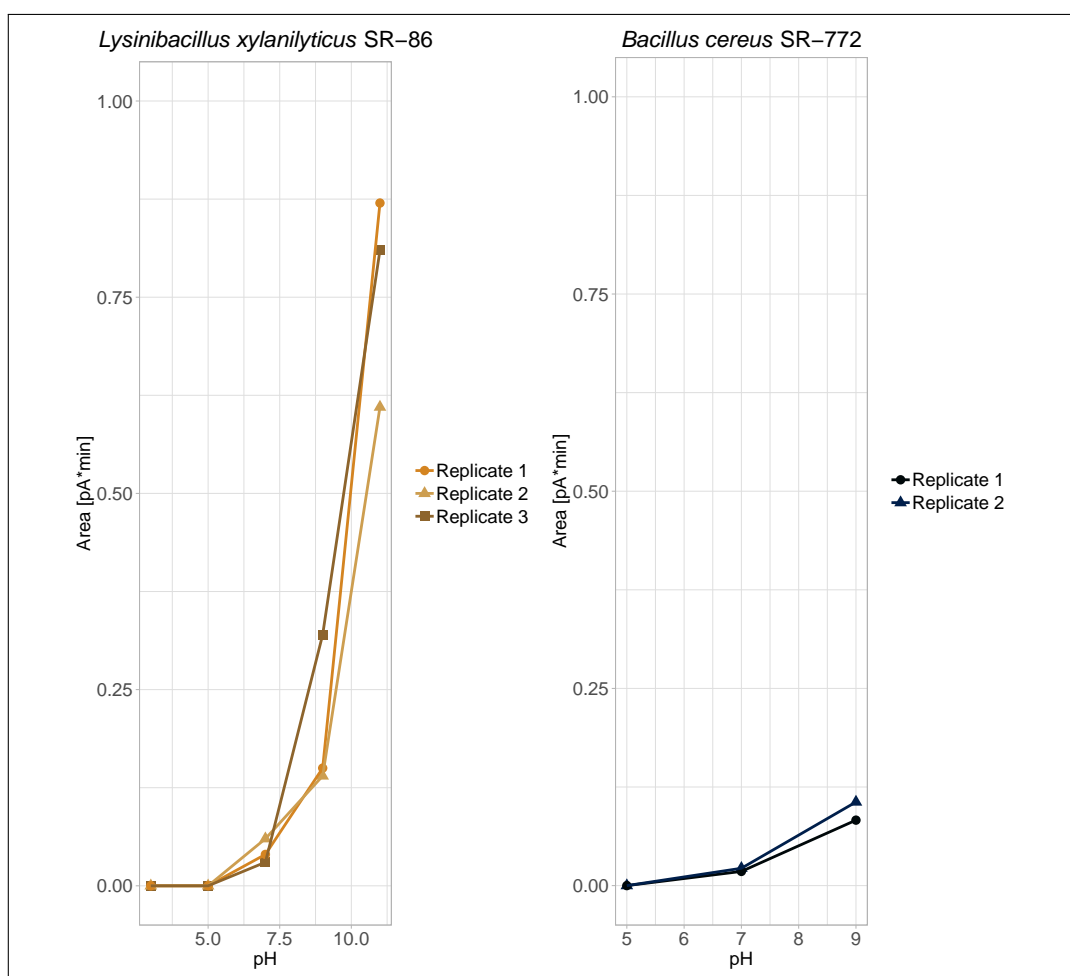 Lysinibacillus xylanilyticus SR−86
1.00
0.75
0.50
0.25
0.00
Area [pA*min]
5.0 7.5 10.0
pH
Replicate 1
Replicate 2
Replicate 3
Bacillus cereus SR−772
1.00
0.75
0.50
0.25
0.00
Area [pA*min]
5 6 7 8 9
pH
Replicate 1
Replicate 2